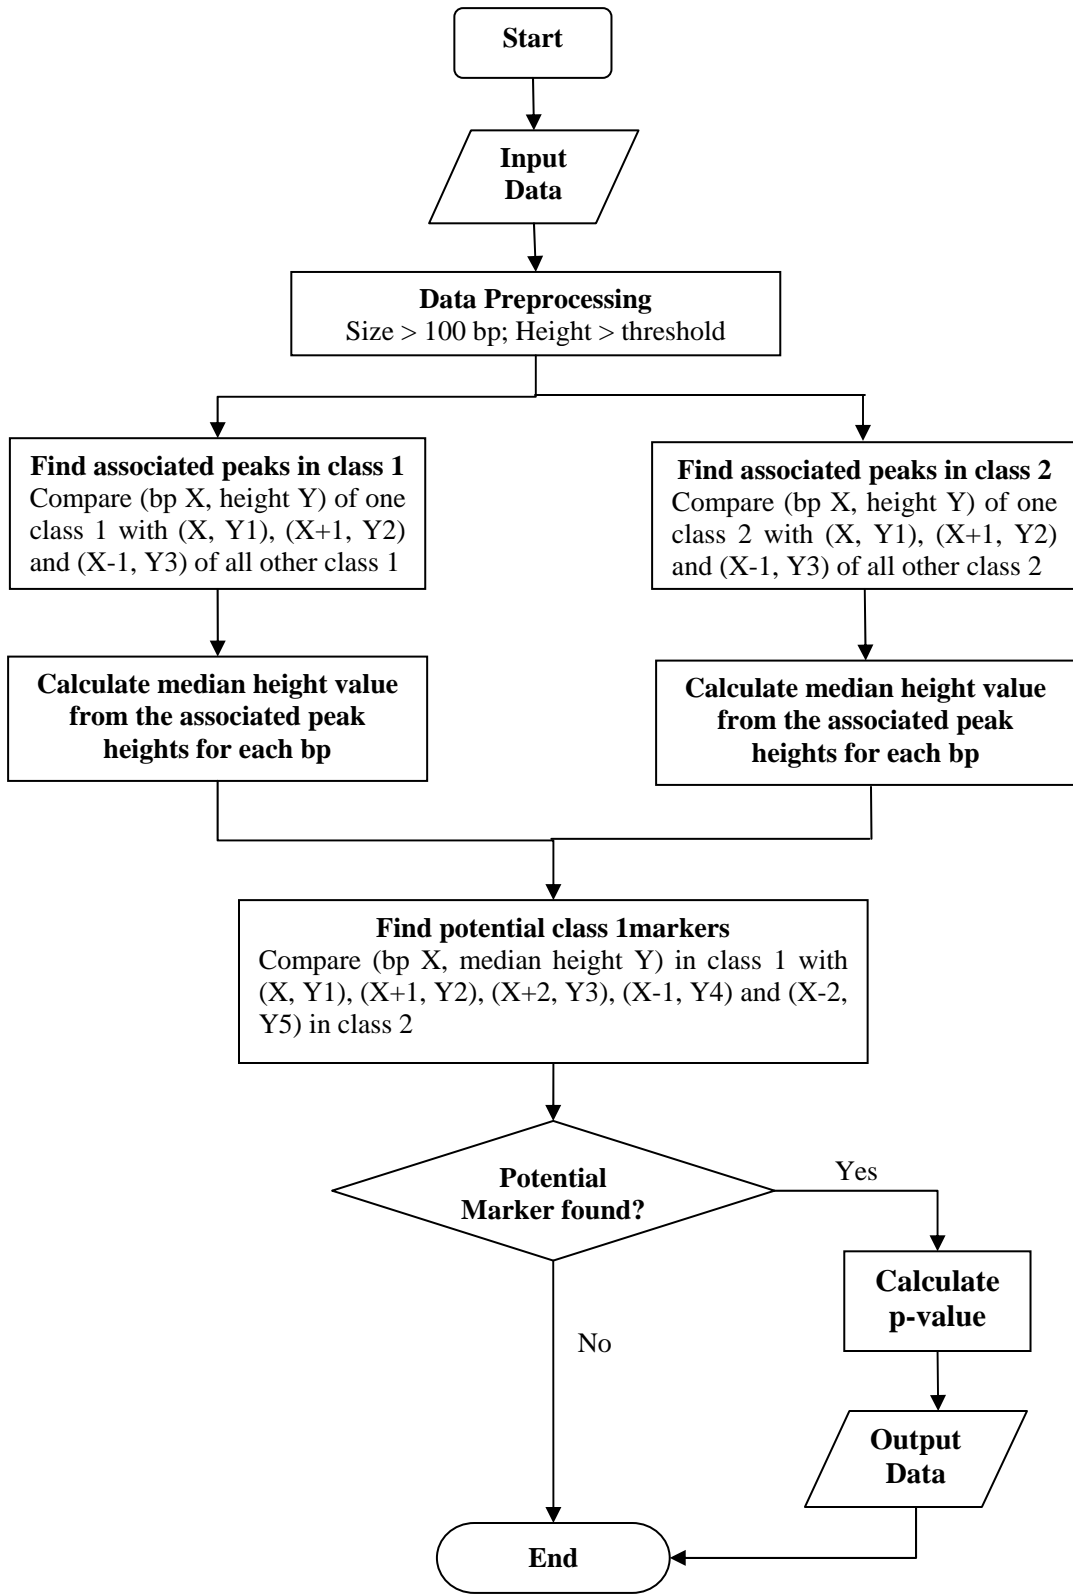 Start
Input
Data
Data Preprocessing
Size > 100 bp; Height > threshold
Find associated peaks in class 1
Compare (bp X, height Y) of one
class 1 with (X, Y1), (X+1, Y2)
and (X-1, Y3) of all other class 1
Find associated peaks in class 2
Compare (bp X, height Y) of one
class 2 with (X, Y1), (X+1, Y2)
and (X-1, Y3) of all other class 2
Calculate median height value
from the associated peak
heights for each bp
Calculate median height value
from the associated peak
heights for each bp
Find potential class 1markers
Compare (bp X, median height Y) in class 1 with
(X, Y1), (X+1, Y2), (X+2, Y3), (X-1, Y4) and (X-2,
Y5) in class 2
Potential
Marker found?
Yes
Calculate
p-value
No
Output
Data
End